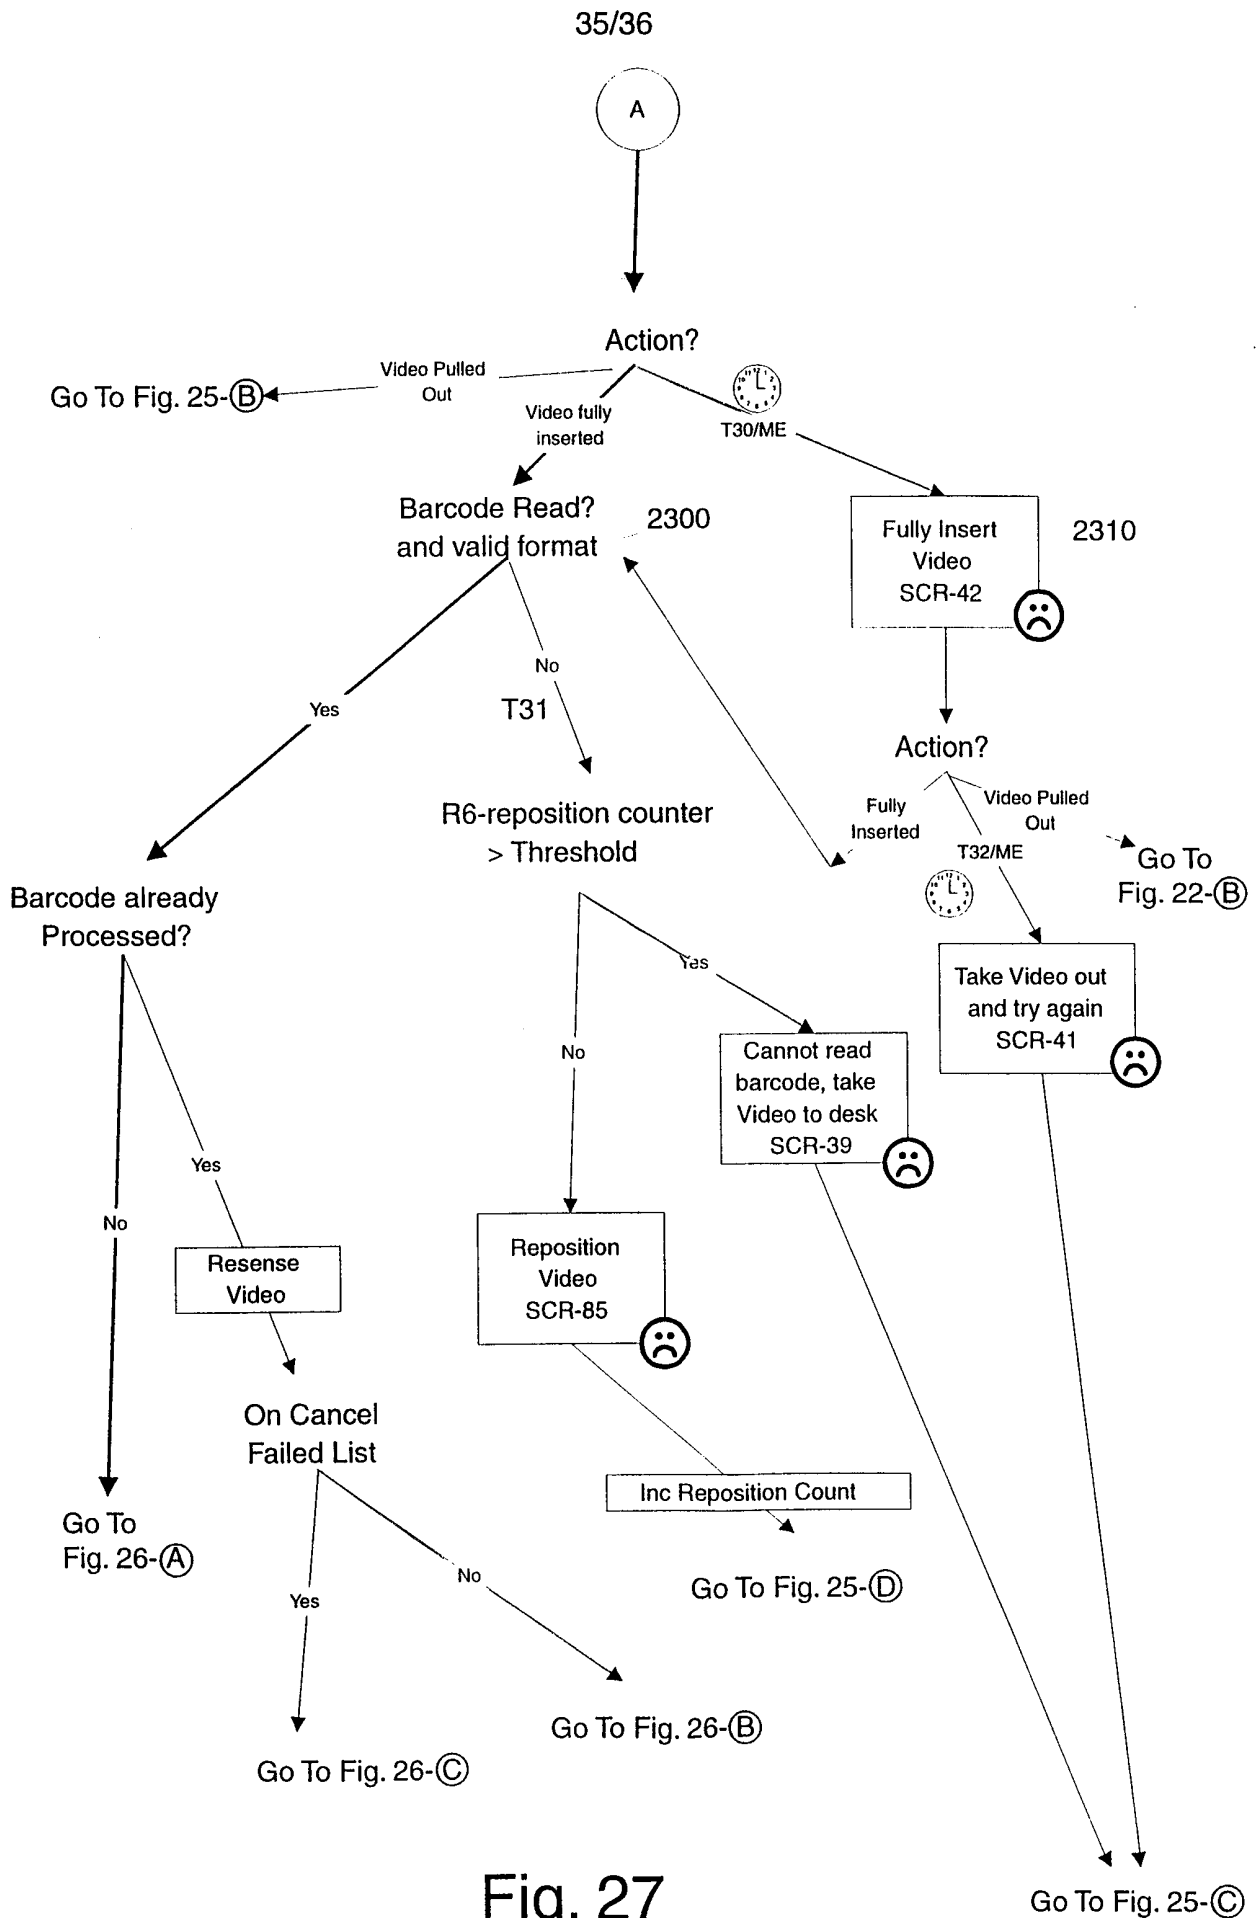 35/36
A
Action?
Video Pulled
Out
Go To Fig. 25-B
Video fully
inserted
T30/ME
Barcode Read?
and valid format
2300
Fully Insert
Video
SCR-42
2310
No
T31
Yes
Action?
Fully
Inserted
Video Pulled
Out
T32/ME
Go To
Fig. 22-B
R6-reposition counter
> Threshold
Barcode already
Processed?
Yes
No
Take Video out
and try again
SCR-41
Cannot read
barcode, take
Video to desk
SCR-39
Yes
No
Reposition
Video
SCR-85
Resense
Video
On Cancel
Failed List
Inc Reposition Count
Go To
Fig. 26-A
No
Yes
Go To Fig. 25-D
Go To Fig. 26-B
Go To Fig. 26-C
Fig. 27
Go To Fig. 25-C